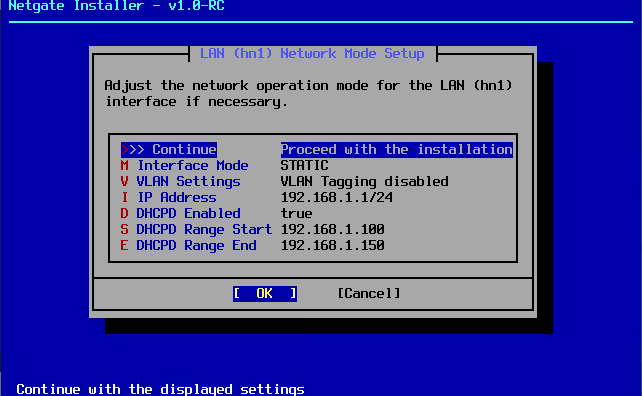 Netgate Installer - v1.0-RC
LAN (hn1) Network Mode Setup
Adjust the network operation mode for the LAN (hn1)
interface if necessary.
>>> Continue Proceed with the installation
M Interface Mode STATIC
V VLAN Settings VLAN Tagging disabled
I IP Address 192.168.1.1/24
D DHCPD Enabled true
S DHCPD Range Start 192.168.1.100
E DHCPD Range End 192.168.1.150
[ OK ] [Cancel]
Continue with the displayed settings